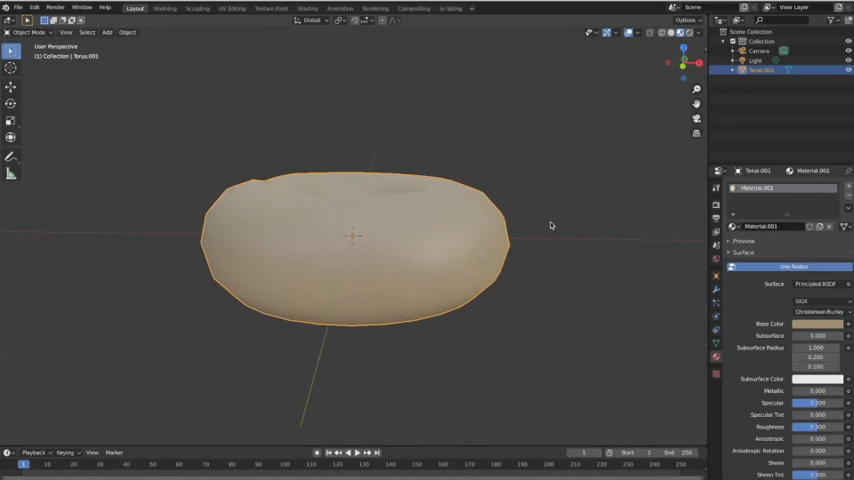 File Edit Render Window Help Layout Modeling Sculpting UV Editing Texture Paint Shading Animation Rendering Compositing Scripting Scene View Layer
Global Options
Object Mode View Select Add Object
User Perspective
(1) Collection | Torus.001
Scene Collection
Collection
Camera
Light
Torus.001
Z
Torus.001 Material.001
Material.001
Material.001
Preview
Surface
Use Nodes
Surface Principled BSDF
GGX
Christensen-Burley
Base Color
Subsurface 0.000
Subsurface Radius 1.000
0.200
0.100
Subsurface Color
Metallic 0.000
Specular 0.500
Specular Tint 0.000
Roughness 0.500
Anisotropic 0.000
Anisotropic Rotation 0.000
Sheen 0.000
Sheen Tint 0.500
Playback Keying View Marker 1 Start 1 End 250
1 10 20 30 40 50 60 70 80 90 100 110 120 130 140 150 160 170 180 190 200 210 220 230 240 250